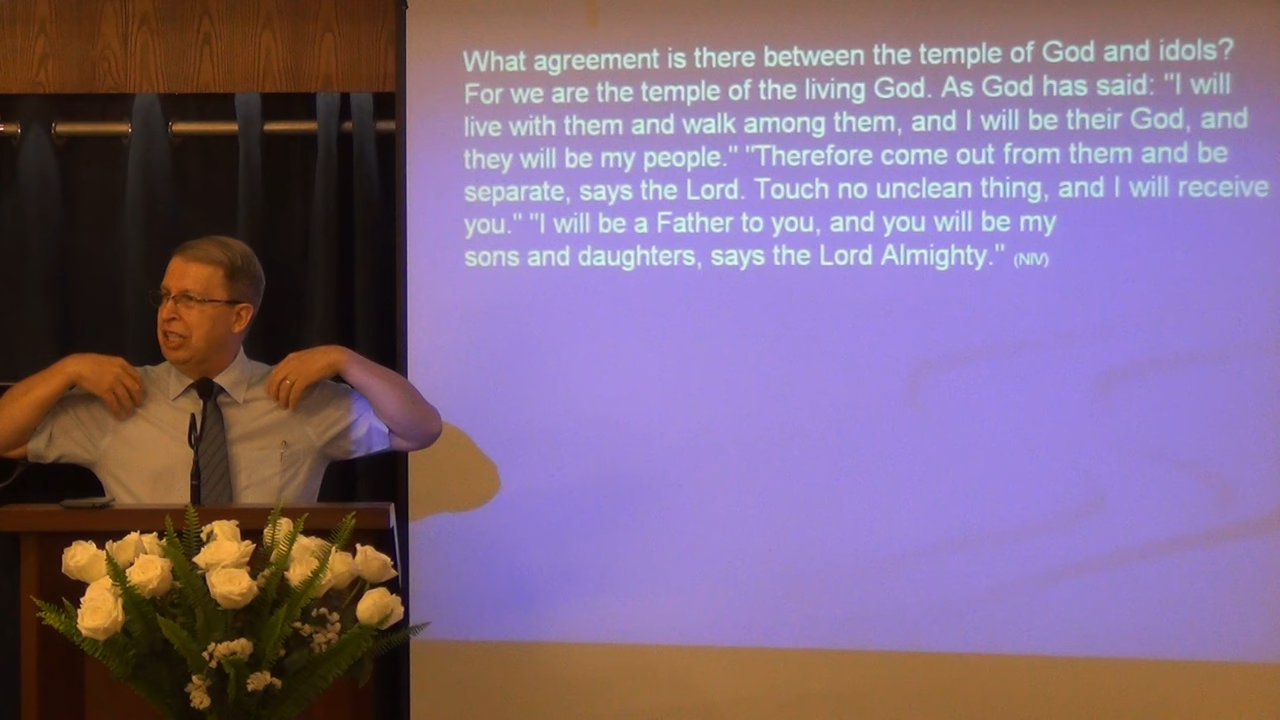 What agreement is there between the temple of God and idols?
For we are the temple of the living God. As God has said: "I will
live with them and walk among them, and I will be their God, and
they will be my people." "Therefore come out from them and be
separate, says the Lord. Touch no unclean thing, and I will receive
you." "I will be a Father to you, and you will be my
sons and daughters, says the Lord Almighty." (NIV)